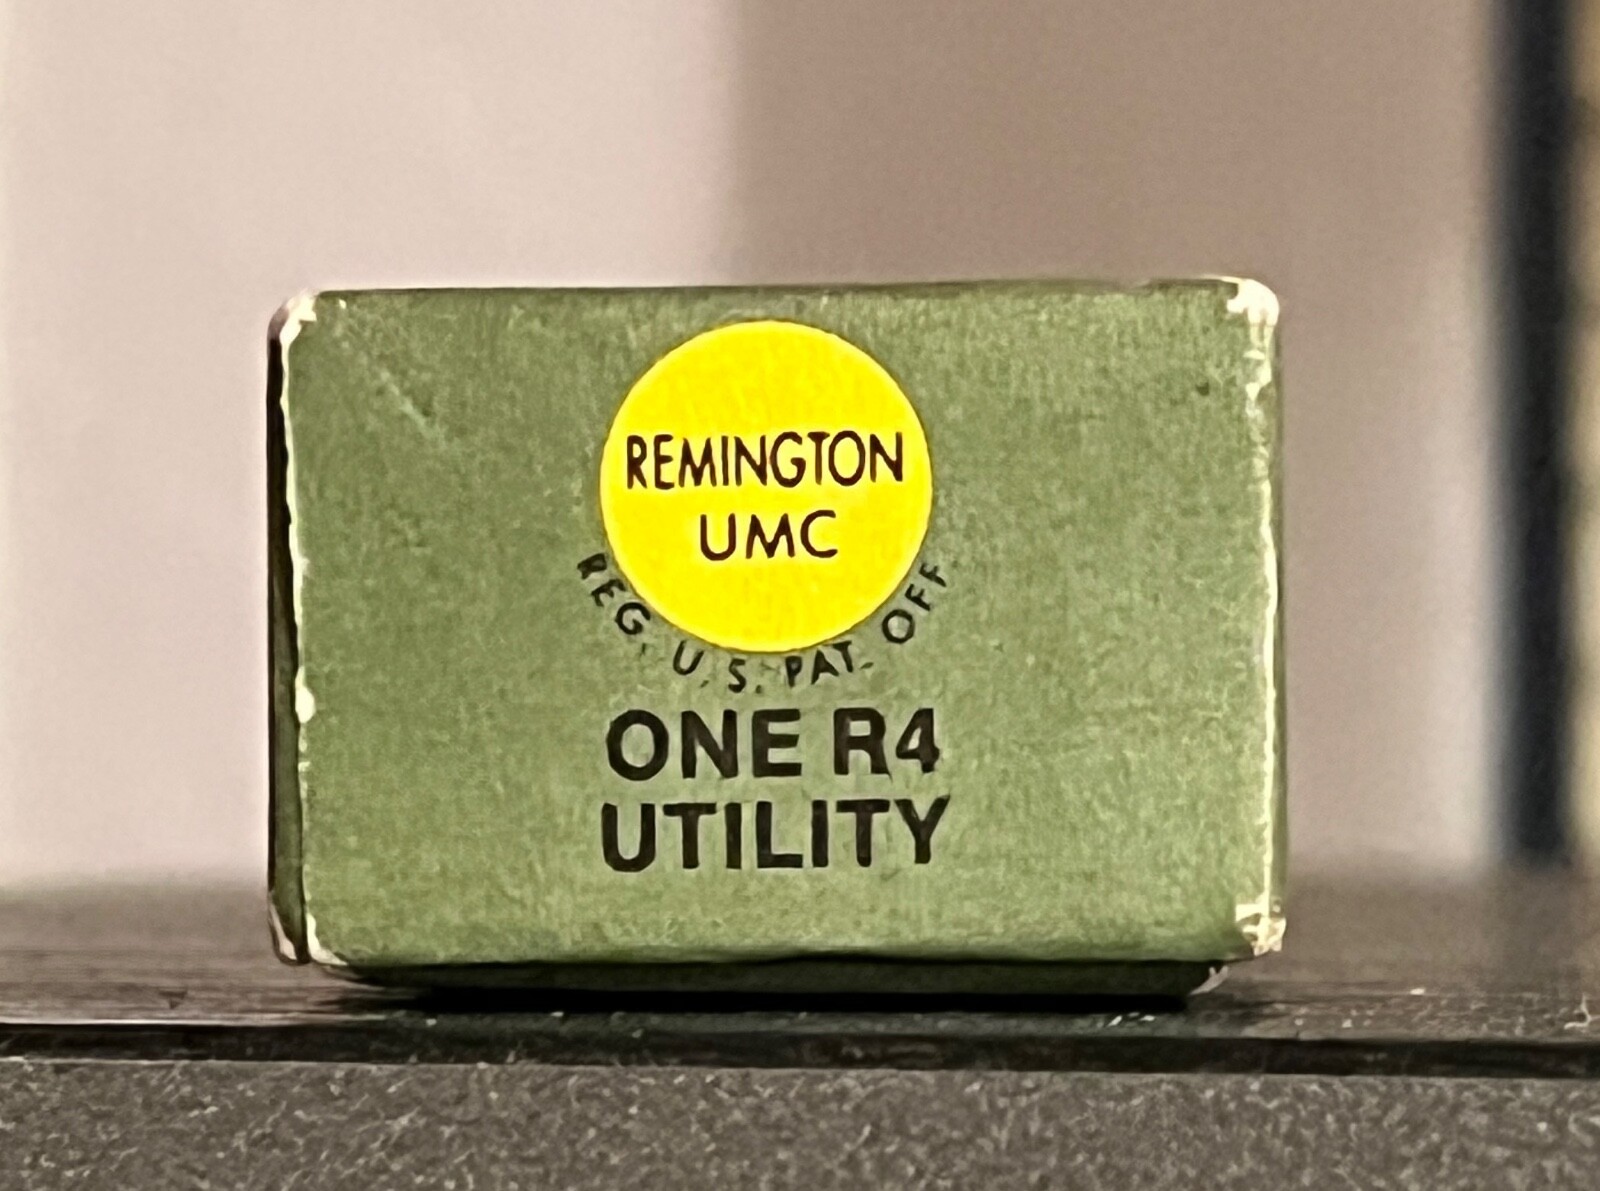 REMINGTON
UMC
REG. U.S. PAT. OFF.
ONE R4
UTILITY